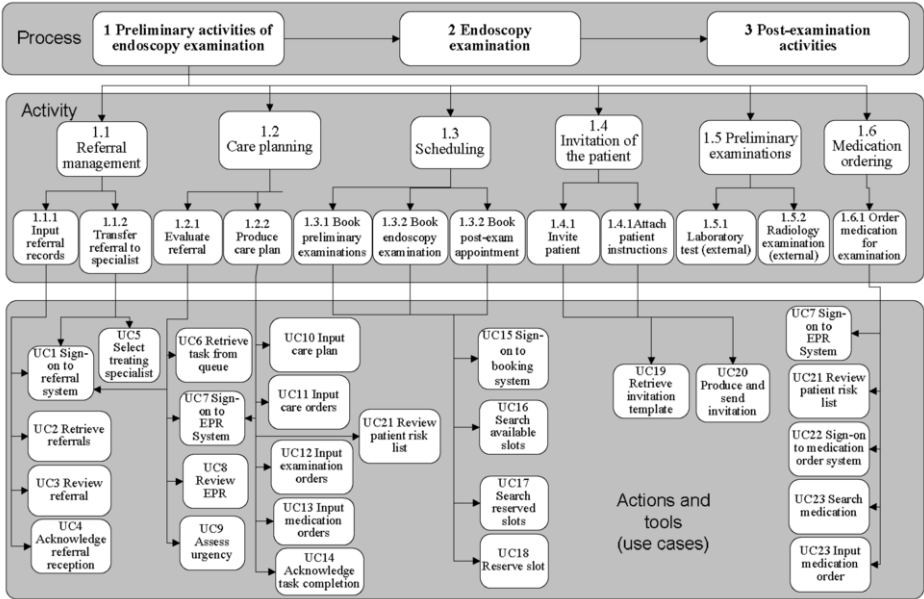 Process
1 Preliminary activities of
endoscopy examination
2 Endoscopy
examination
3 Post-examination
activities
Activity
1.1
Referral
management
1.2
Care planning
1.3
Scheduling
1.4
Invitation of
the patient
1.5 Preliminary
examinations
1.6
Medication
ordering
1.1.1
Input
referral
records
1.1.2
Transfer
referral to
specialist
1.2.1
Evaluate
referral
1.2.2
Produce
care plan
1.3.1 Book
preliminary
examinations
1.3.2 Book
endoscopy
examination
1.3.2 Book
post-exam
appointment
1.4.1
Invite
patient
1.4.1Attach
patient
instructions
1.5.1
Laboratory
test (external)
1.5.2
Radiology
examination
(external)
1.6.1 Order
medication for
examination
UC1 Sign-
on to
referral
system
UC5
Select
treating
specialist
UC2 Retrieve
referrals
UC3 Review
referral
UC4
Acknowledge
referral
reception
UC6 Retrieve
task from
queue
UC7 Sign-
on to EPR
System
UC8
Review
EPR
UC9
Assess
urgency
UC10 Input
care plan
UC11 Input
care orders
UC12 Input
examination
orders
UC13 Input
medication
orders
UC14
Acknowledge
task completion
UC21 Review
patient risk
list
UC15 Sign-
on to
booking
system
UC16
Search
available
slots
UC17
Search
reserved
slots
UC18
Reserve slot
UC19
Retrieve
invitation
template
UC20
Produce and
send
invitation
Actions and
tools
(use cases)
UC7 Sign-
on to
EPR
System
UC21 Review
patient risk
list
UC22 Sign-on
to medication
order system
UC23 Search
medication
UC23 Input
medication
order